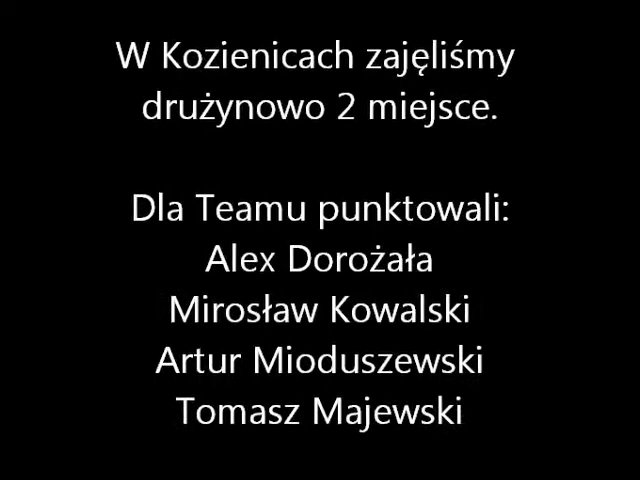 W Kozienicach zajęliśmy
drużynowo 2 miejsce.
Dla Teamu punktowali:
Alex Dorożała
Mirosław Kowalski
Artur Mioduszewski
Tomasz Majewski